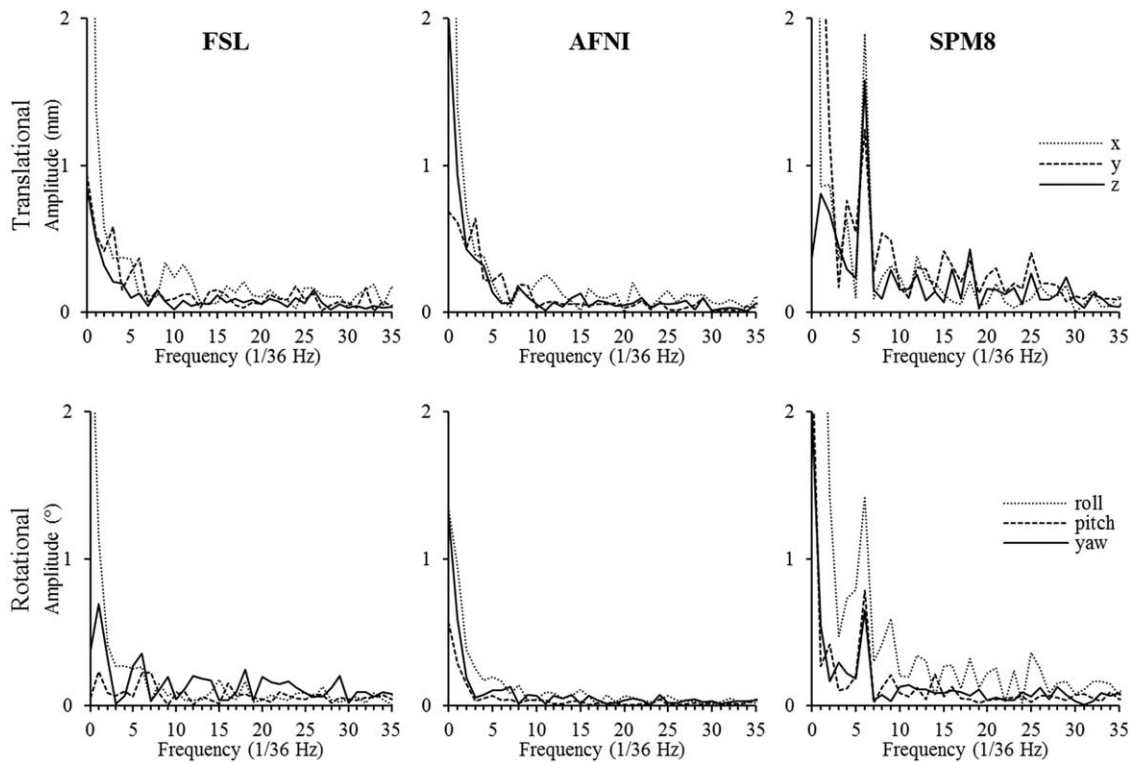 FSL
AFNI
SPM8
Translational
Amplitude (mm)
2
1
0
0 5 10 15 20 25 30 35
Frequency (1/36 Hz)
2
1
0
0 5 10 15 20 25 30 35
Frequency (1/36 Hz)
2
1
0
0 5 10 15 20 25 30 35
Frequency (1/36 Hz)
x
y
z
Rotational
Amplitude (°)
2
1
0
0 5 10 15 20 25 30 35
Frequency (1/36 Hz)
2
1
0
0 5 10 15 20 25 30 35
Frequency (1/36 Hz)
2
1
0
0 5 10 15 20 25 30 35
Frequency (1/36 Hz)
roll
pitch
yaw